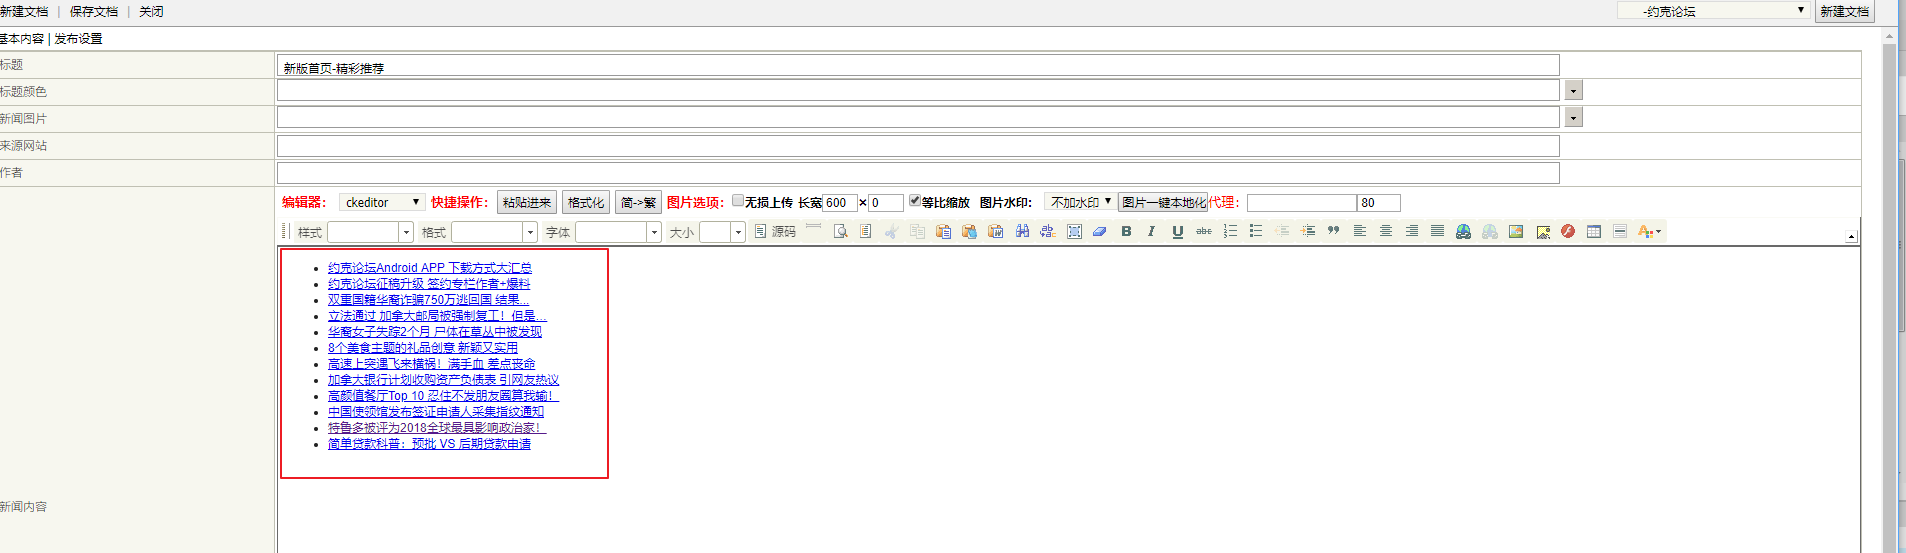 新建文档 | 保存文档 | 关闭
-约克论坛
新建文档
基本内容 | 发布设置
标题
新版首页-精彩推荐
标题颜色
新闻图片
来源网站
作者
编辑器： ckeditor 快捷操作： 粘贴进来 格式化 简->繁 图片选项： 无损上传 长宽 600 × 0 等比缩放 图片水印： 不加水印 图片一键本地化 代理： 80
样式 格式 字体 大小 源码
约克论坛Android APP 下载方式大汇总
约克论坛征稿升级 签约专栏作者+爆料
双重国籍华裔诈骗750万逃回国 结果...
立法通过 加拿大邮局被强制复工！但是…
华裔女子失踪2个月 尸体在草丛中被发现
8个美食主题的礼品创意 新颖又实用
高速上突遇飞来横祸！满手血 差点丧命
加拿大银行计划收购资产负债表 引网友热议
高颜值餐厅Top 10 忍住不发朋友圈算我输！
中国使领馆发布签证申请人采集指纹通知
特鲁多被评为2018全球最具影响政治家！
简单贷款科普：预批 VS 后期贷款申请
新闻内容